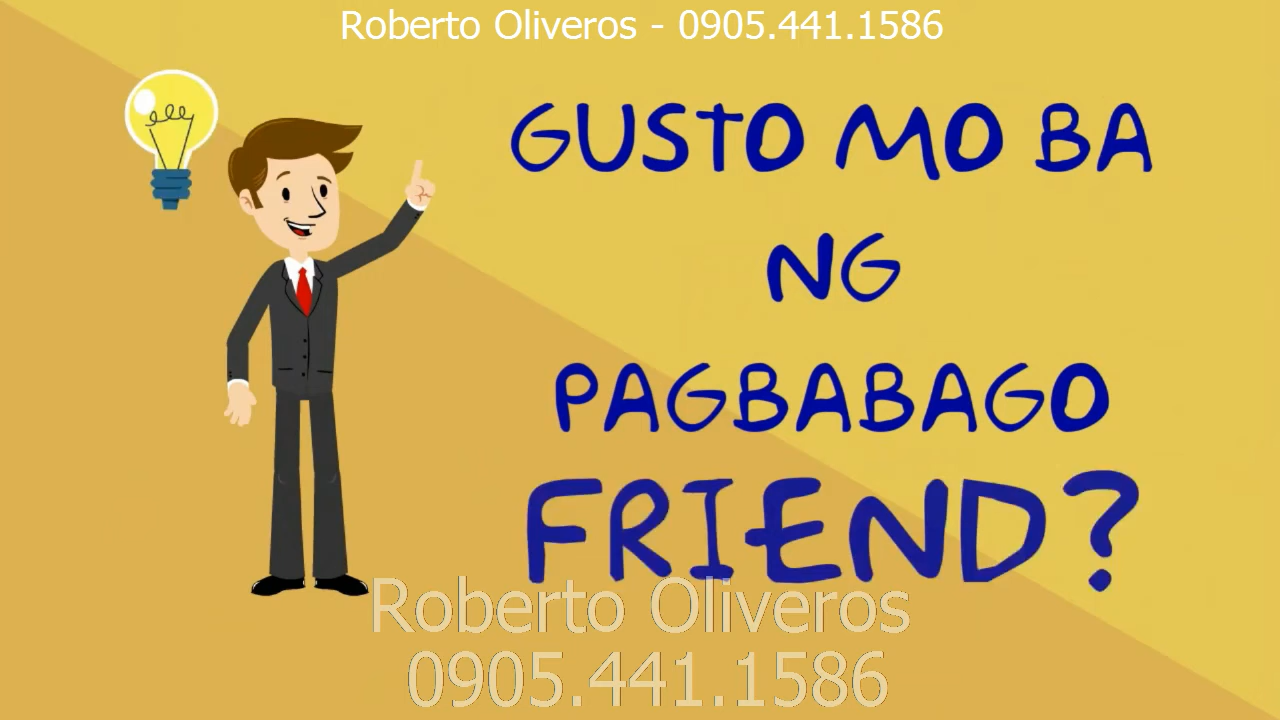 Roberto Oliveros - 0905.441.1586
GUSTO MO BA
NG
PAGBABAGO
FRIEND?
Roberto Oliveros
0905.441.1586